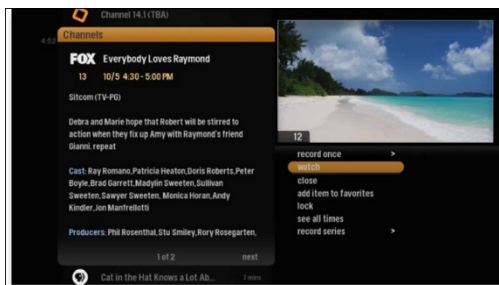 Channel 14.1 (TBA)
4:52
Channels
FOX Everybody Loves Raymond
13 10/5 4:30 - 5:00 PM
Sitcom (TV-PG)
Debra and Marie hope that Robert will be stirred to
action when they fix up Amy with Raymond's friend
Gianni. repeat
Cast: Ray Romano,Patricia Heaton,Doris Roberts,Peter
Boyle,Brad Garrett,Madylin Sweeten,Sullivan
Sweeten,Sawyer Sweeten, Monica Horan,Andy
Kindler,Jon Manfrellotti
Producers: Phil Rosenthal,Stu Smiley,Rory Rosegarten,
1 of 2 next
Cat in the Hat Knows a Lot Ab... 7 mins
12
record once >
watch
close
add item to favorites
lock
see all times
record series >